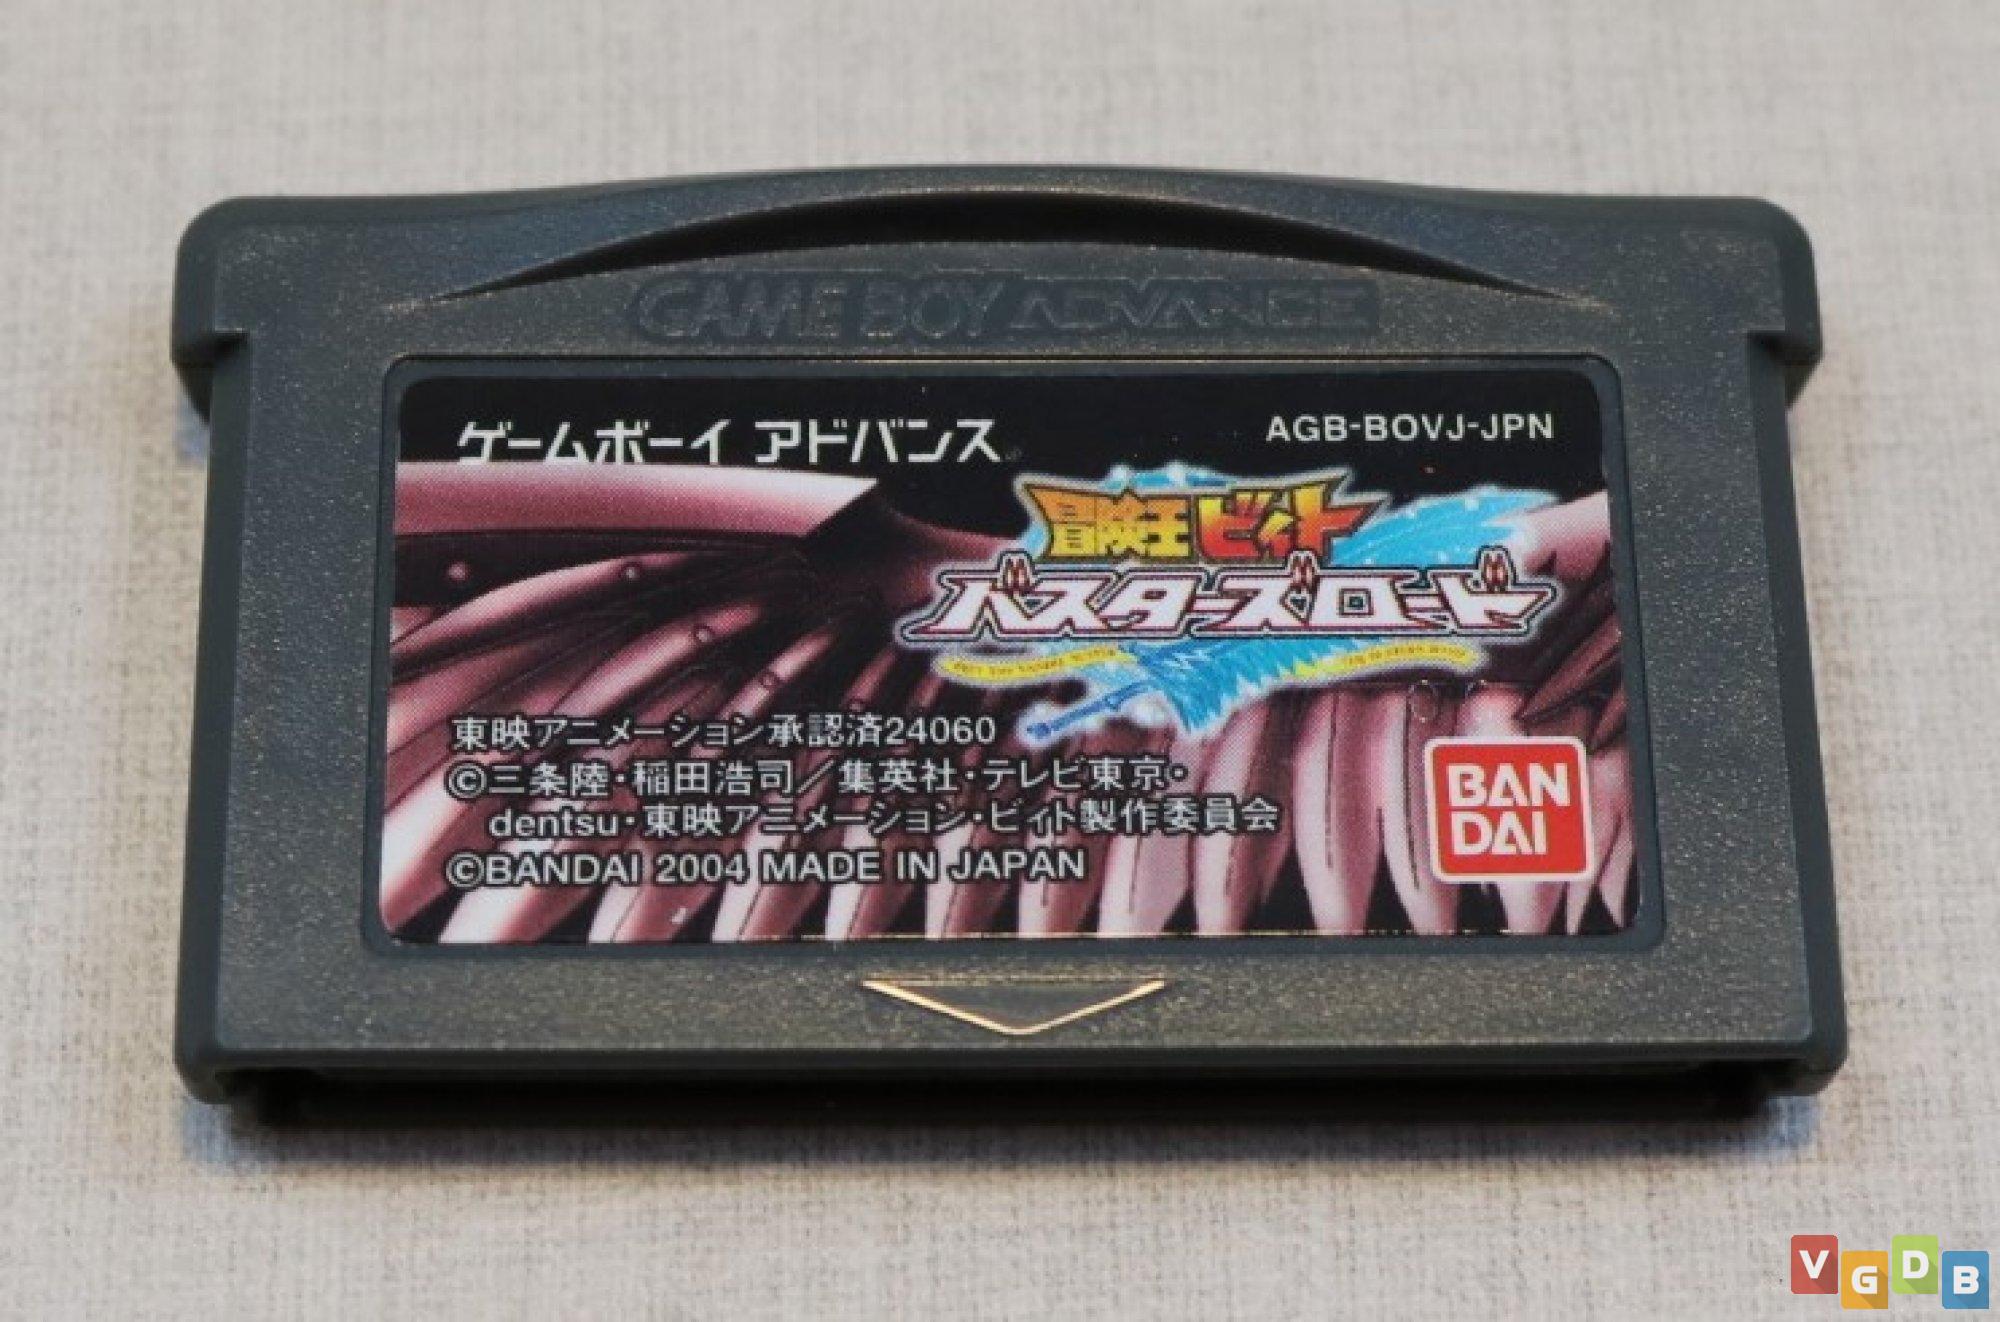 GAME BOY ADVANCE
ゲームボーイ アドバンス
AGB-BOVJ-JPN
冒険王ビィト
バスターズロード
東映アニメーション承認済24060
©三条陸・稲田浩司／集英社・テレビ東京・
dentsu・東映アニメーション・ビィト製作委員会
©BANDAI 2004 MADE IN JAPAN
BAN
DAI
VGDB